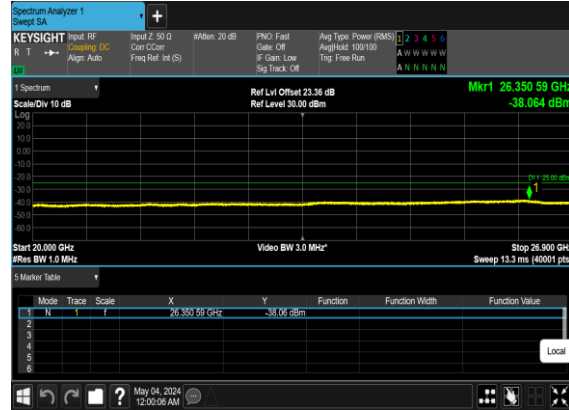 Spectrum Analyzer 1
Swept SA
+
KEYSIGHT Input: RF Input Z: 50 Ω #Atten: 20 dB PNO: Fast Avg Type: Power (RMS) 1 2 3 4 5 6
R T Coupling: DC Corr CCorr Gate: Off Avg|Hold: 100/100 A W W W W W
Align: Auto Freq Ref: Int (S) IF Gain: Low Trig: Free Run
LXI Sig Track: Off A N N N N N
1 Spectrum Ref Lvl Offset 23.36 dB Mkr1 26.350 59 GHz
Scale/Div 10 dB Ref Level 30.00 dBm -38.064 dBm
Log
20.0
10.0
0.00
-10.0
-20.0 DL1 -25.00 dBm
-30.0 1
-40.0
-50.0
-60.0
Start 20.000 GHz Video BW 3.0 MHz* Stop 26.900 GHz
#Res BW 1.0 MHz Sweep 13.3 ms (40001 pts
5 Marker Table
Mode Trace Scale X Y Function Function Width Function Value
1 N 1 f 26.350 59 GHz -38.06 dBm
2
3
4
5
6
Local
? May 04, 2024
12:00:06 AM